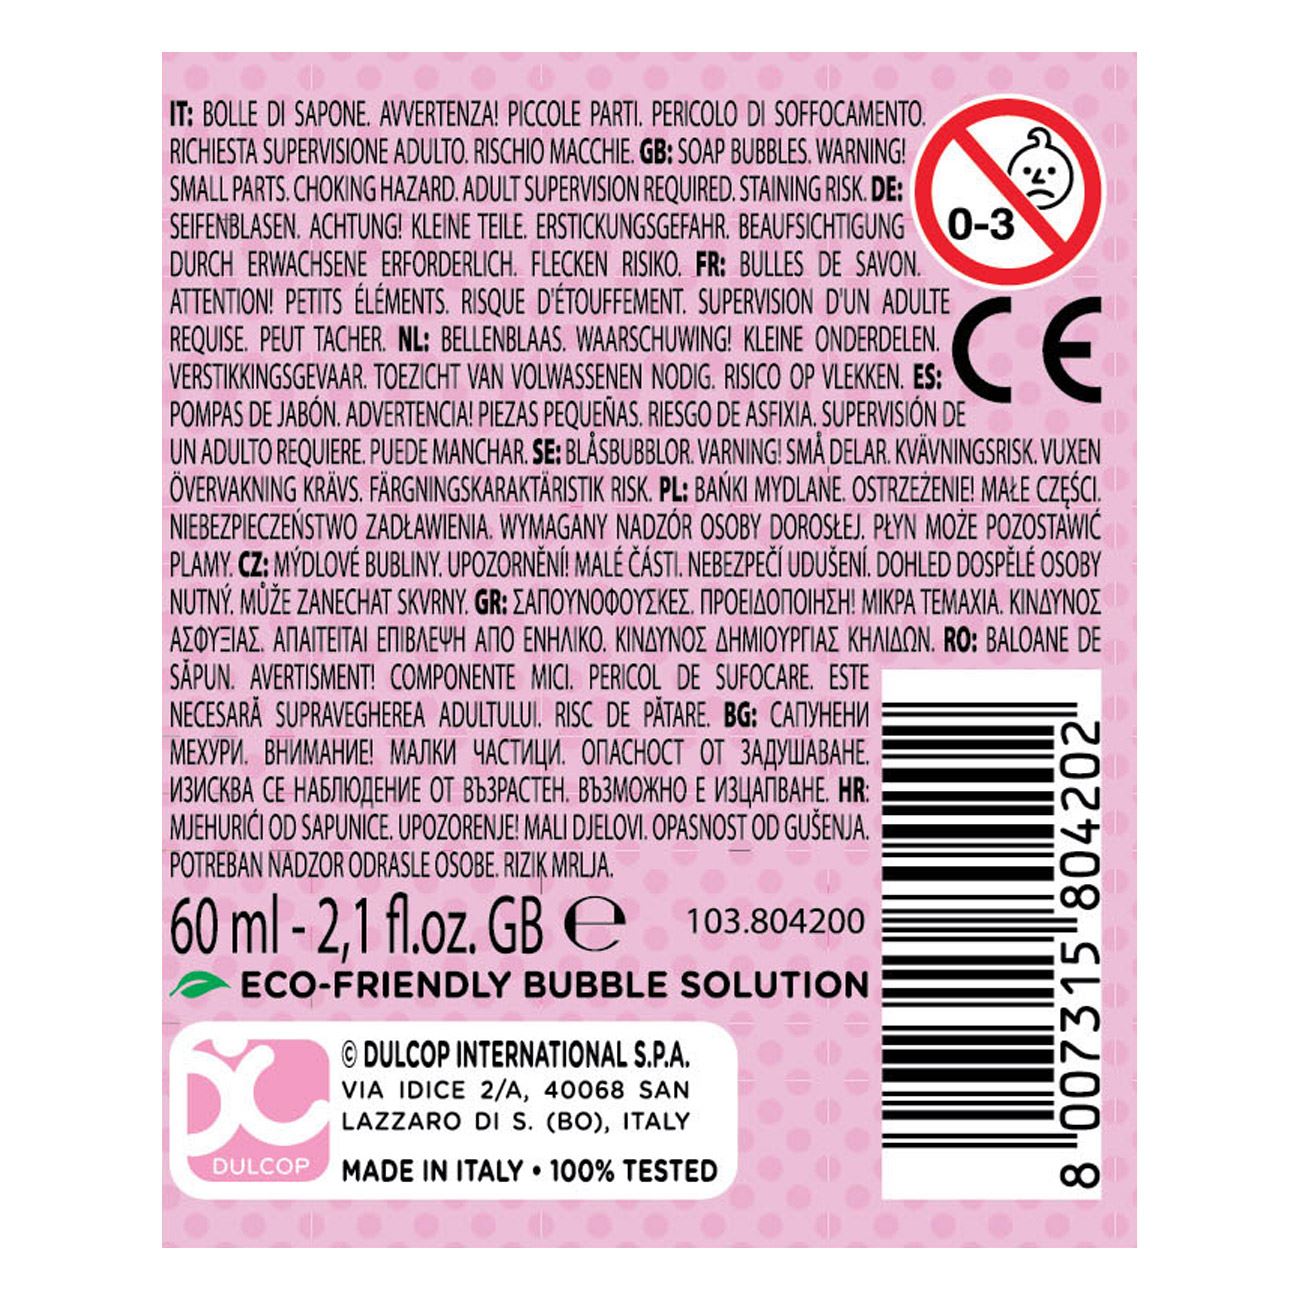 IT: BOLLE DI SAPONE. AVVERTENZA! PICCOLE PARTI. PERICOLO DI SOFFOCAMENTO.
RICHIESTA SUPERVISIONE ADULTO. RISCHIO MACCHIE. GB: SOAP BUBBLES. WARNING!
SMALL PARTS. CHOKING HAZARD. ADULT SUPERVISION REQUIRED. STAINING RISK. DE:
SEIFENBLASEN. ACHTUNG! KLEINE TEILE. ERSTICKUNGSGEFAHR. BEAUFSICHTIGUNG
DURCH ERWACHSENE ERFORDERLICH. FLECKEN RISIKO. FR: BULLES DE SAVON.
ATTENTION! PETITS ÉLÉMENTS. RISQUE D'ÉTOUFFEMENT. SUPERVISION D'UN ADULTE
REQUISE. PEUT TACHER. NL: BELLENBLAAS. WAARSCHUWING! KLEINE ONDERDELEN.
VERSTIKKINGSGEVAAR. TOEZICHT VAN VOLWASSENEN NODIG. RISICO OP VLEKKEN. ES:
POMPAS DE JABÓN. ADVERTENCIA! PIEZAS PEQUEÑAS. RIESGO DE ASFIXIA. SUPERVISIÓN DE
UN ADULTO REQUIERE. PUEDE MANCHAR. SE: BLÅSBUBBLOR. VARNING! SMÅ DELAR. KVÄVNINGSRISK. VUXEN
ÖVERVAKNING KRÄVS. FÄRGNINGSKARAKTÄRISTIK RISK. PL: BAŃKI MYDLANE. OSTRZEŻENIE! MAŁE CZĘŚCI.
NIEBEZPIECZEŃSTWO ZADŁAWIENIA. WYMAGANY NADZÓR OSOBY DOROSŁEJ. PŁYN MOŻE POZOSTAWIĆ
PLAMY. CZ: MÝDLOVÉ BUBLINY. UPOZORNĚNÍ! MALÉ ČÁSTI. NEBEZPEČÍ UDUŠENÍ. DOHLED DOSPĚLÉ OSOBY
NUTNÝ. MŮŽE ZANECHAT SKVRNY. GR: ΣΑΠΟΥΝΟΦΟΥΣΚΕΣ. ΠΡΟΕΙΔΟΠΟΙΗΣΗ! ΜΙΚΡΑ ΤΕΜΑΧΙΑ. ΚΙΝΔΥΝΟΣ
ΑΣΦΥΞΙΑΣ. ΑΠΑΙΤΕΙΤΑΙ ΕΠΙΒΛΕΨΗ ΑΠΟ ΕΝΗΛΙΚΟ. ΚΙΝΔΥΝΟΣ ΔΗΜΙΟΥΡΓΙΑΣ ΚΗΛΙΔΩΝ. RO: BALOANE DE
SĂPUN. AVERTISMENT! COMPONENTE MICI. PERICOL DE SUFOCARE. ESTE
NECESARĂ SUPRAVEGHEREA ADULTULUI. RISC DE PĂTARE. BG: САПУНЕНИ
МЕХУРИ. ВНИМАНИЕ! МАЛКИ ЧАСТИЦИ. ОПАСНОСТ ОТ ЗАДУШАВАНЕ.
ИЗИСКВА СЕ НАБЛЮДЕНИЕ ОТ ВЪЗРАСТЕН. ВЪЗМОЖНО Е ИЗЦАПВАНЕ. HR:
MJEHURIĆI OD SAPUNICE. UPOZORENJE! MALI DJELOVI. OPASNOST OD GUŠENJA.
POTREBAN NADZOR ODRASLE OSOBE. RIZIK MRLJA.
0-3
CE
60 ml - 2,1 fl.oz. GB ℮ 103.804200
ECO-FRIENDLY BUBBLE SOLUTION
DULCOP
© DULCOP INTERNATIONAL S.P.A.
VIA IDICE 2/A, 40068 SAN
LAZZARO DI S. (BO), ITALY
MADE IN ITALY • 100% TESTED
8 007315 804202